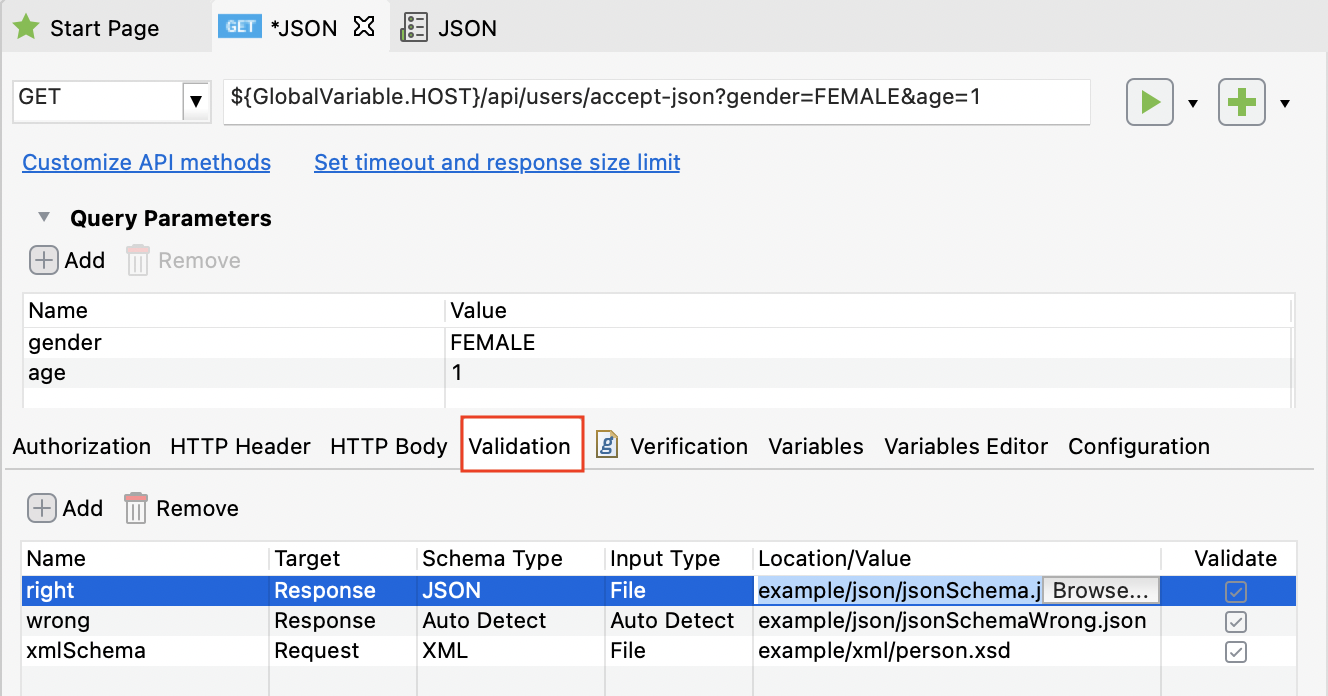 Start Page GET *JSON JSON
GET ${GlobalVariable.HOST}/api/users/accept-json?gender=FEMALE&age=1
Customize API methods Set timeout and response size limit
Query Parameters
Add Remove
Name Value
gender FEMALE
age 1
Authorization HTTP Header HTTP Body Validation g Verification Variables Variables Editor Configuration
Add Remove
Name Target Schema Type Input Type Location/Value Validate
right Response JSON File example/json/jsonSchema.j Browse...
wrong Response Auto Detect Auto Detect example/json/jsonSchemaWrong.json
xmlSchema Request XML File example/xml/person.xsd